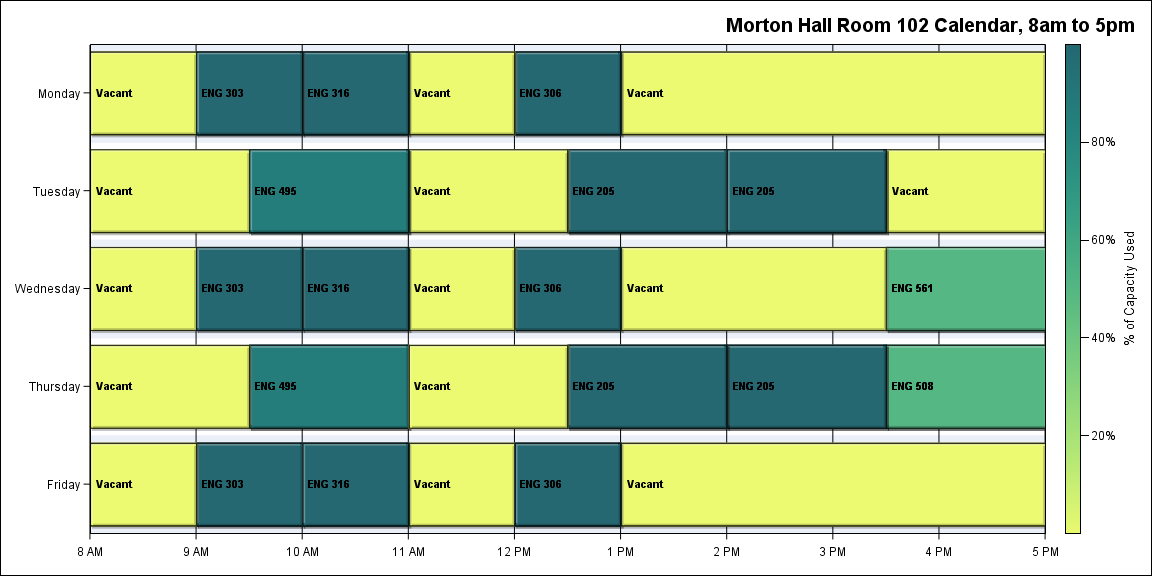 Morton Hall Room 102 Calendar, 8am to 5pm
Monday
Vacant
ENG 303
ENG 316
Vacant
ENG 306
Vacant
Tuesday
Vacant
ENG 495
Vacant
ENG 205
ENG 205
Vacant
Wednesday
Vacant
ENG 303
ENG 316
Vacant
ENG 306
Vacant
ENG 561
Thursday
Vacant
ENG 495
Vacant
ENG 205
ENG 205
ENG 508
Friday
Vacant
ENG 303
ENG 316
Vacant
ENG 306
Vacant
8 AM
9 AM
10 AM
11 AM
12 PM
1 PM
2 PM
3 PM
4 PM
5 PM
80%
60%
40%
20%
% of Capacity Used